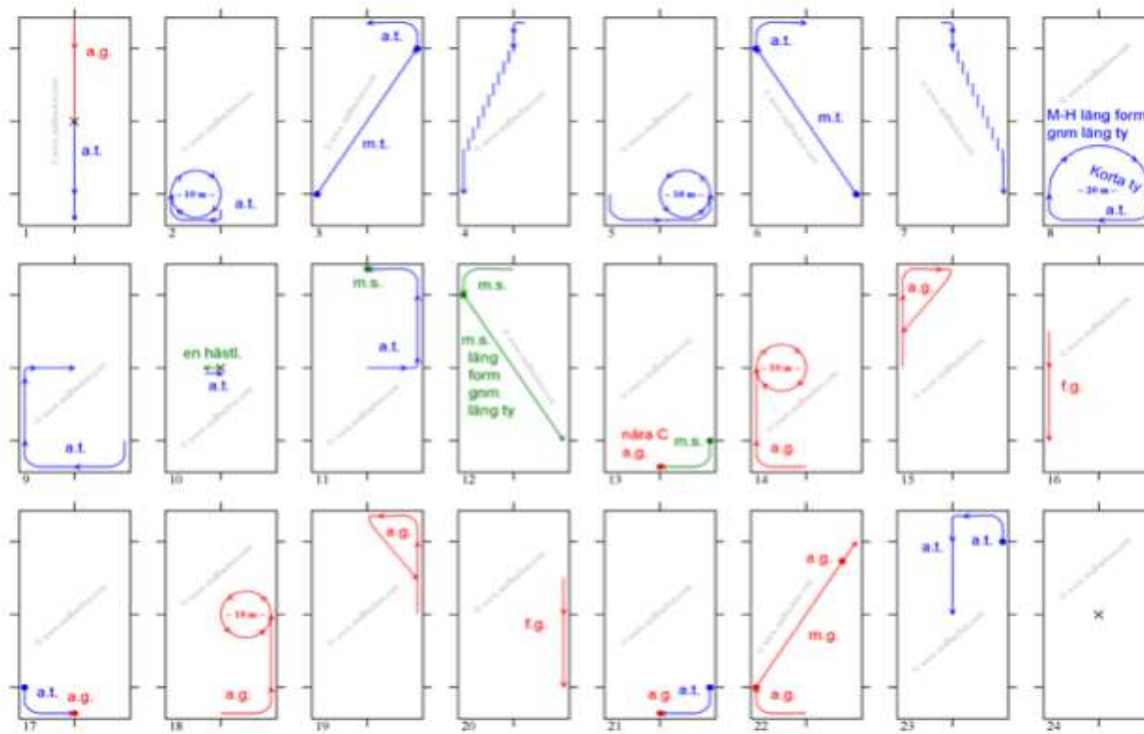 a.g.
a.t.
1
- 10 m -
a.t.
2
a.t.
m.t.
3
4
- 10 m -
5
a.t.
m.t.
6
7
M-H lång form
gnm lång ty
Korta ty
- 20 m -
a.t.
8
a.t.
9
en hästl.
a.t.
10
m.s.
a.t.
11
m.s.
m.s.
lång
form
gnm
lång ty
12
nära C
a.g.
m.s.
13
- 10 m -
a.g.
14
a.g.
15
f.g.
16
a.t.
a.g.
17
- 10 m -
a.g.
18
a.g.
19
f.g.
20
a.g.
a.t.
21
a.g.
m.g.
a.g.
22
a.t.
a.t.
23
24